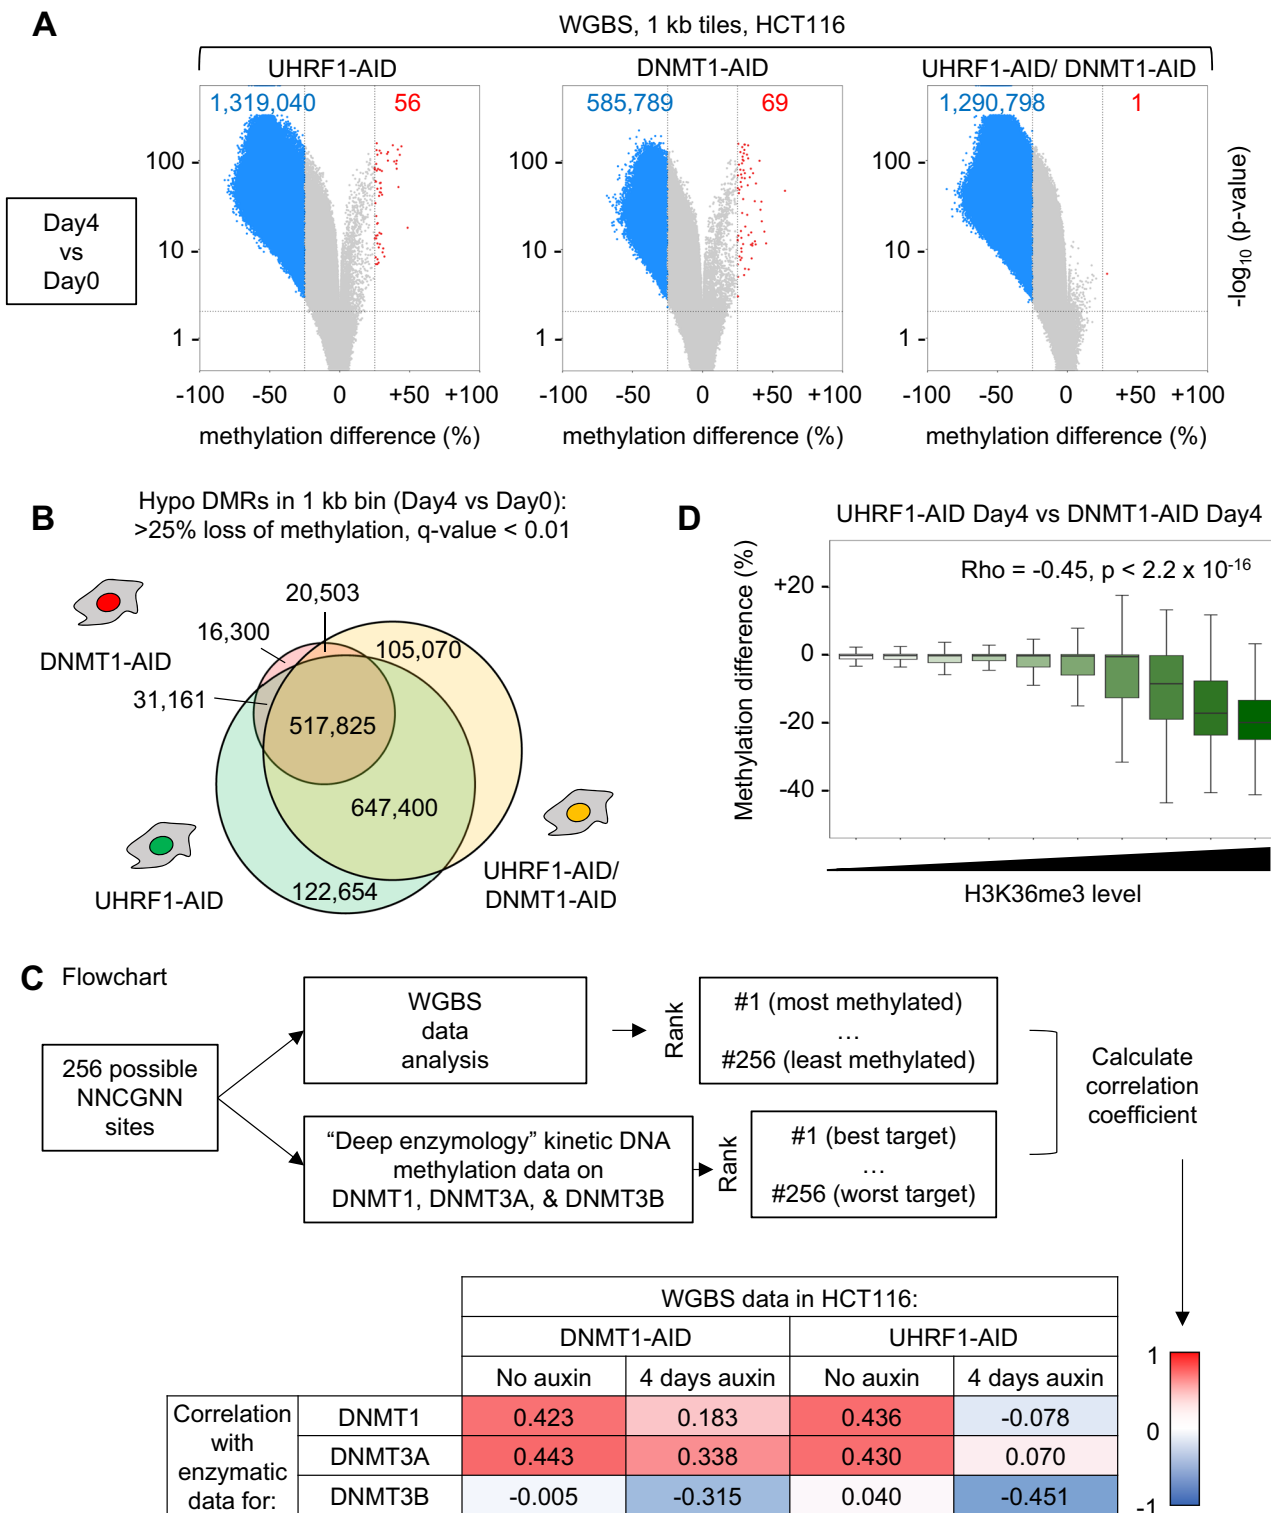 A
WGBS, 1 kb tiles, HCT116
UHRF1-AID
DNMT1-AID
UHRF1-AID/ DNMT1-AID
1,319,040
56
585,789
69
1,290,798
1
100
10
1
100
10
1
100
10
1
-log10 (p-value)
Day4
vs
Day0
-100 -50 0 +50 +100
-100 -50 0 +50 +100
-100 -50 0 +50 +100
methylation difference (%)
methylation difference (%)
methylation difference (%)
B
Hypo DMRs in 1 kb bin (Day4 vs Day0):
>25% loss of methylation, q-value < 0.01
20,503
16,300
105,070
DNMT1-AID
31,161
517,825
647,400
UHRF1-AID
122,654
UHRF1-AID/
DNMT1-AID
D
UHRF1-AID Day4 vs DNMT1-AID Day4
Rho = -0.45, p < 2.2 x 10-16
Methylation difference (%)
+20
0
-20
-40
H3K36me3 level
C
Flowchart
256 possible
NNCGNN
sites
WGBS
data
analysis
Rank
#1 (most methylated)
…
#256 (least methylated)
“Deep enzymology” kinetic DNA
methylation data on
DNMT1, DNMT3A, & DNMT3B
Rank
#1 (best target)
…
#256 (worst target)
Calculate
correlation
coefficient
WGBS data in HCT116:
DNMT1-AID UHRF1-AID
No auxin 4 days auxin No auxin 4 days auxin
Correlation
with
enzymatic
data for:
DNMT1 0.423 0.183 0.436 -0.078
DNMT3A 0.443 0.338 0.430 0.070
DNMT3B -0.005 -0.315 0.040 -0.451
1
0
-1